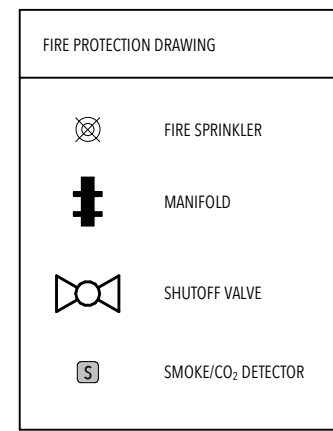 FIRE PROTECTION DRAWING
FIRE SPRINKLER
MANIFOLD
SHUTOFF VALVE
S SMOKE/CO₂ DETECTOR